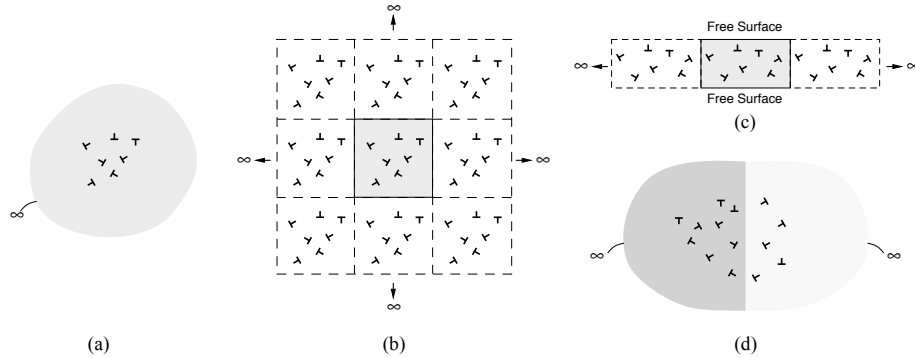 ∞
(a)
∞
∞
∞
∞
(b)
Free Surface
∞
∞
Free Surface
(c)
∞
∞
(d)